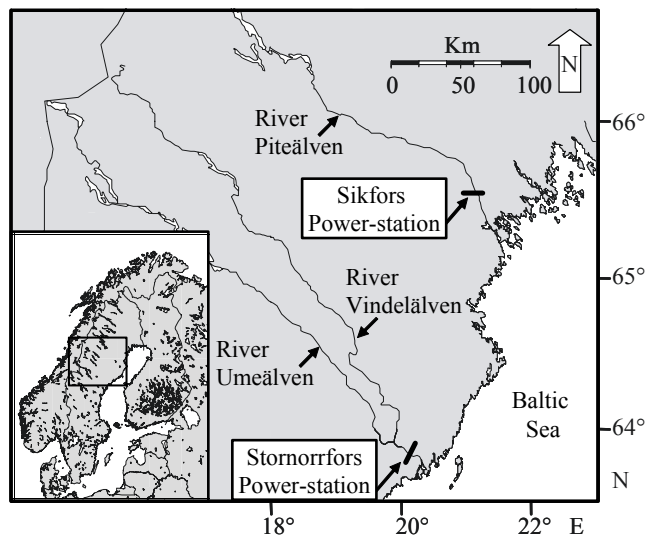 Km
0 50 100
N
River
Piteälven
66°
Sikfors
Power-station
65°
River
Vindelälven
River
Umeälven
Baltic
Sea
64°
Stornorrfors
Power-station
N
18° 20° 22° E